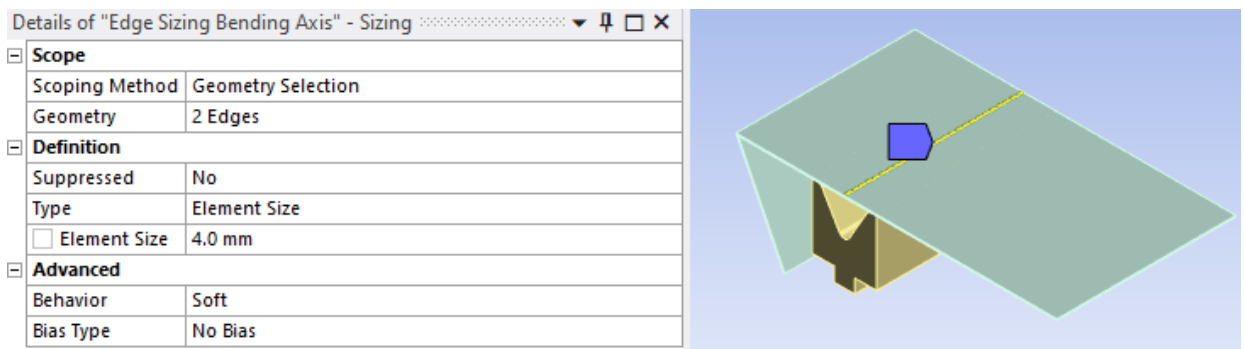 Details of "Edge Sizing Bending Axis" - Sizing
Scope
Scoping Method Geometry Selection
Geometry 2 Edges
Definition
Suppressed No
Type Element Size
Element Size 4.0 mm
Advanced
Behavior Soft
Bias Type No Bias